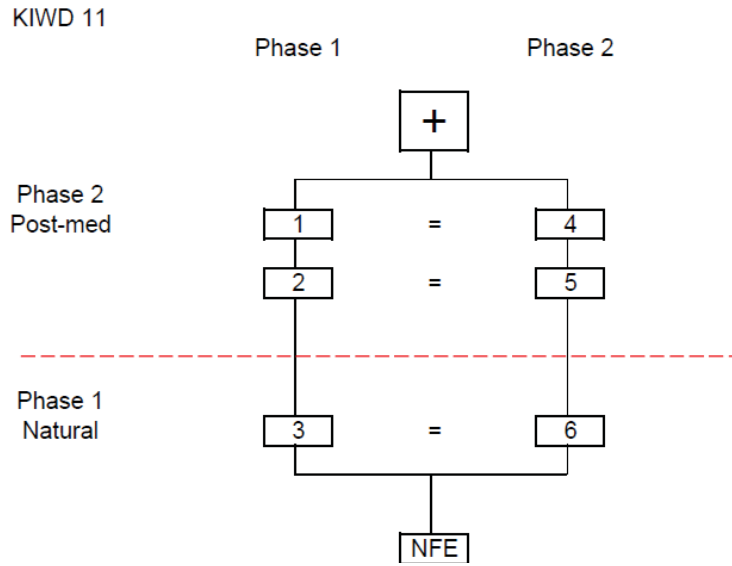 KIWD 11
Phase 1 Phase 2
+
Phase 2
Post-med
1 = 4
2 = 5
Phase 1
Natural
3 = 6
NFE